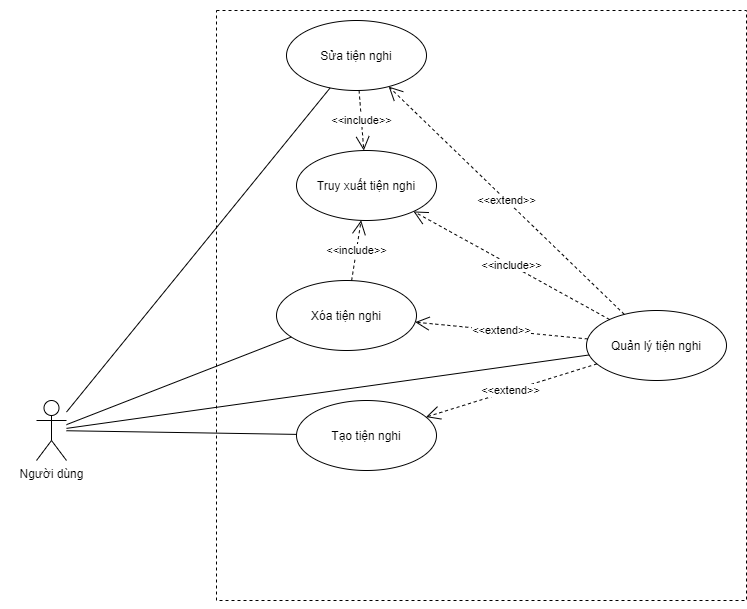 Sửa tiện nghi
<<include>>
Truy xuất tiện nghi
<<extend>>
<<include>>
<<include>>
Xóa tiện nghi
<<extend>>
Quản lý tiện nghi
<<extend>>
Tạo tiện nghi
Người dùng